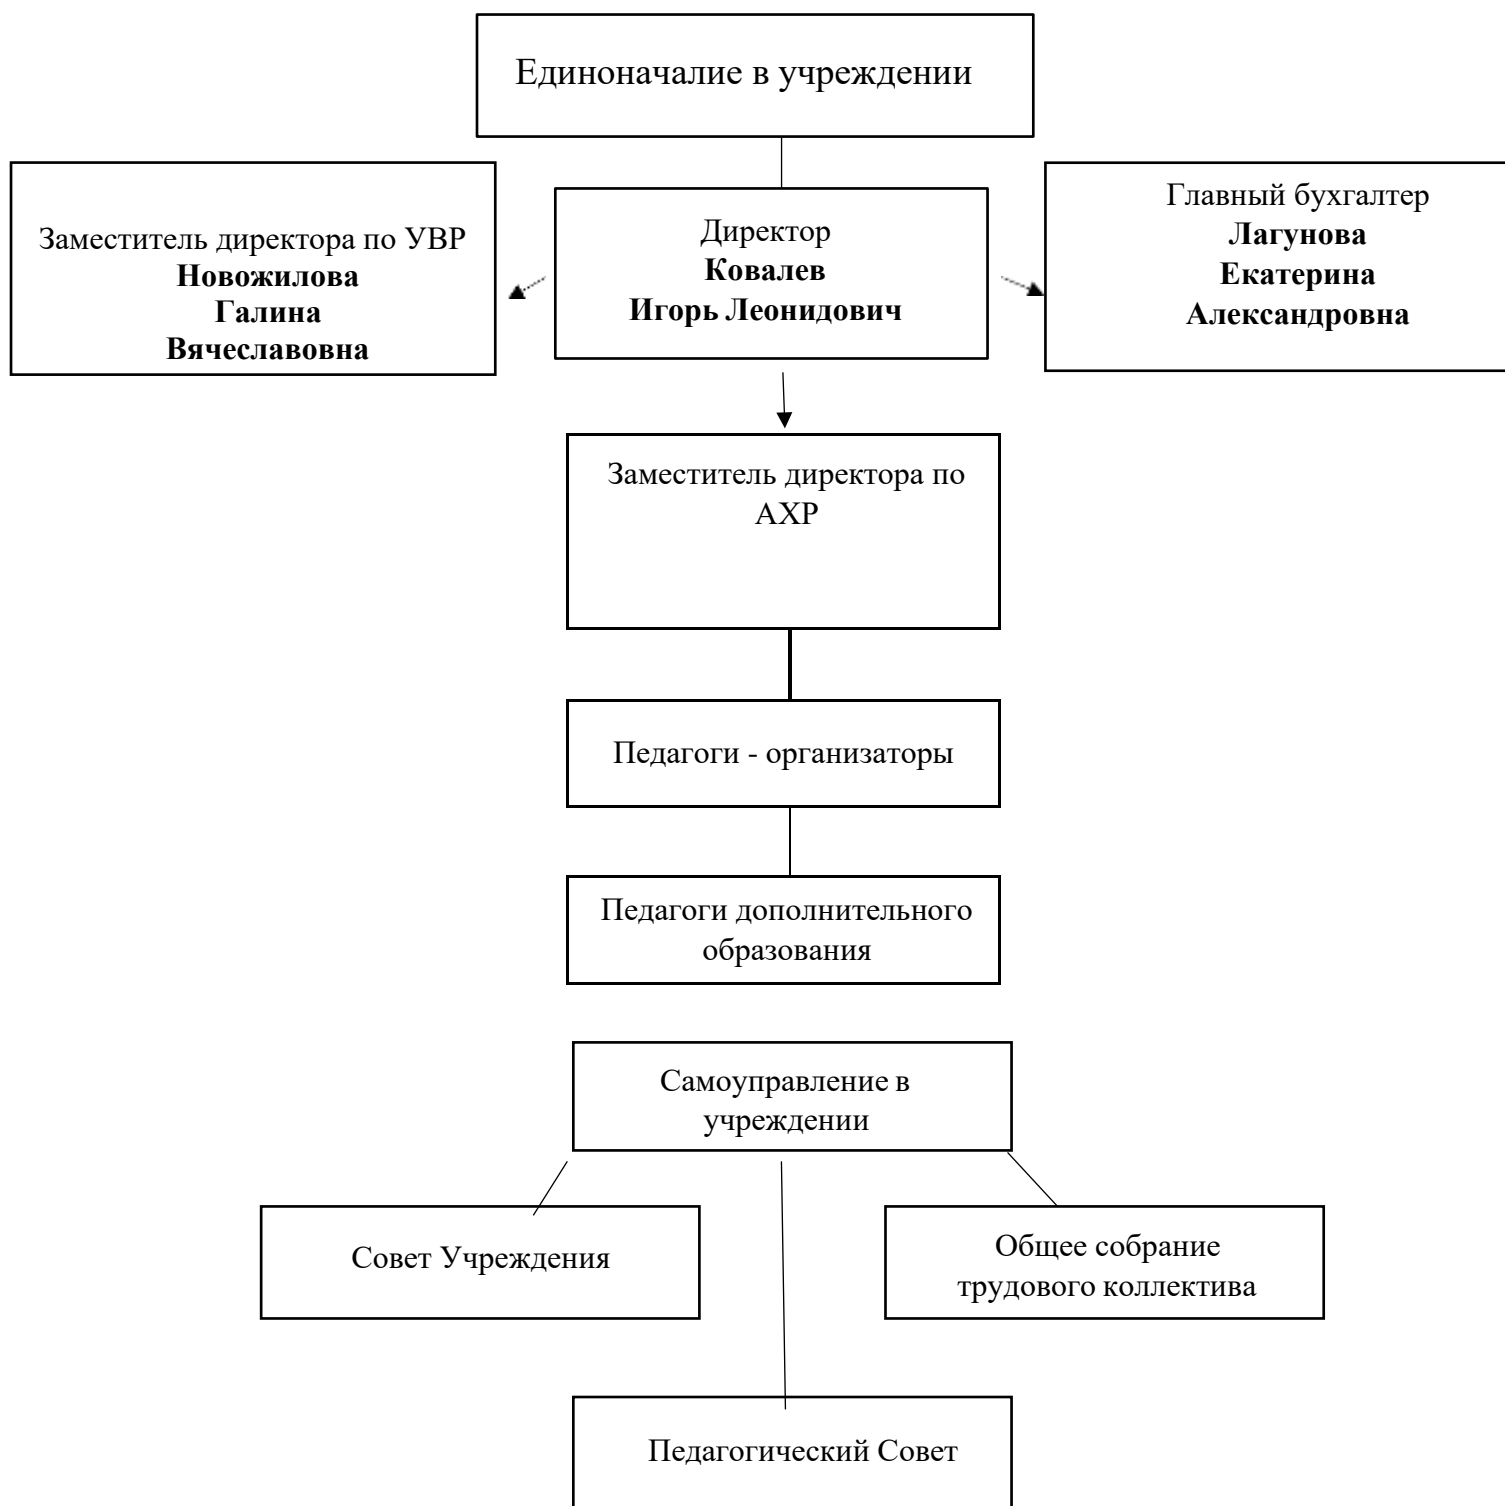 Единоначалие в учреждении
Заместитель директора по УВР
Новожилова
Галина
Вячеславовна
Директор
Ковалев
Игорь Леонидович
Главный бухгалтер
Лагунова
Екатерина
Александровна
Заместитель директора по
АХР
Педагоги - организаторы
Педагоги дополнительного
образования
Самоуправление в
учреждении
Совет Учреждения
Общее собрание
трудового коллектива
Педагогический Совет